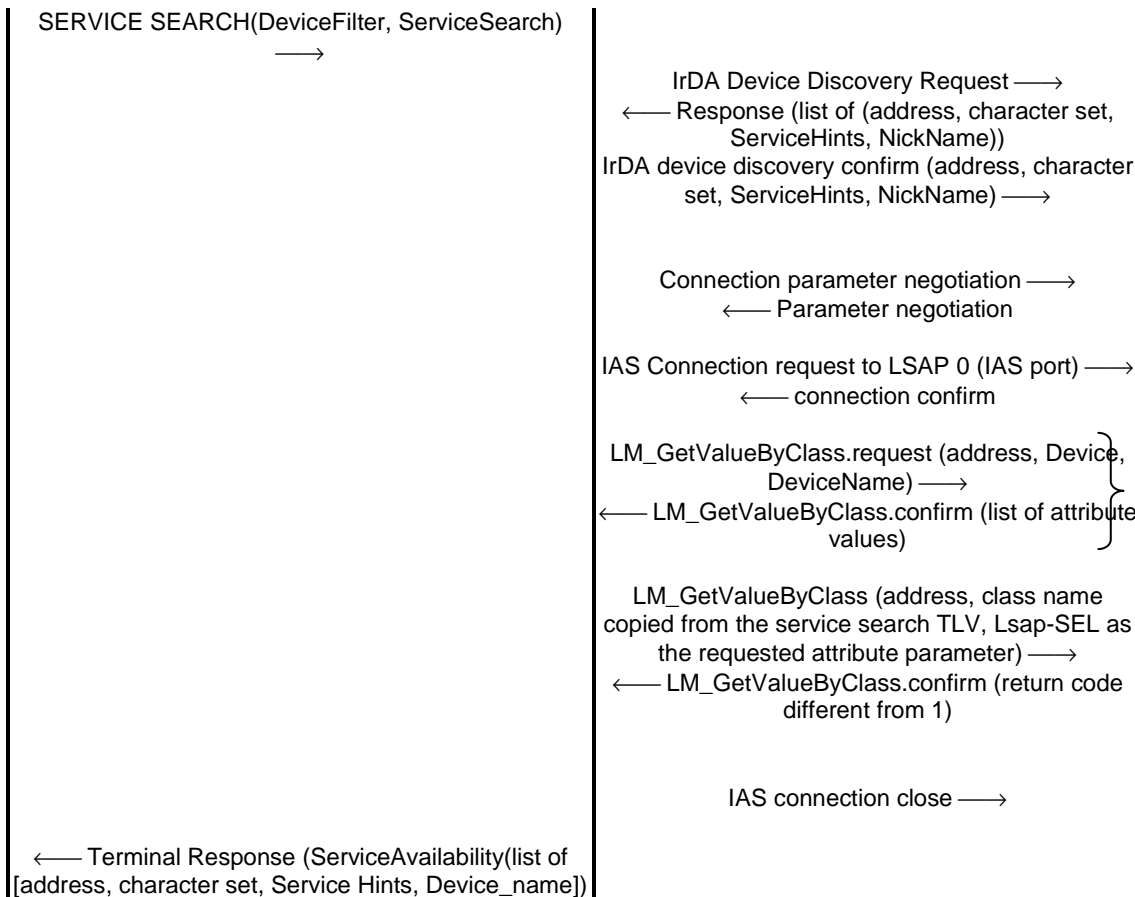 SERVICE SEARCH(DeviceFilter, ServiceSearch)
⟶
IrDA Device Discovery Request ⟶
⟵ Response (list of (address, character set,
ServiceHints, NickName))
IrDA device discovery confirm (address, character
set, ServiceHints, NickName) ⟶
Connection parameter negotiation ⟶
⟵ Parameter negotiation
IAS Connection request to LSAP 0 (IAS port) ⟶
⟵ connection confirm
LM_GetValueByClass.request (address, Device,
DeviceName) ⟶
⟵ LM_GetValueByClass.confirm (list of attribute
values)
LM_GetValueByClass (address, class name
copied from the service search TLV, Lsap-SEL as
the requested attribute parameter) ⟶
⟵ LM_GetValueByClass.confirm (return code
different from 1)
IAS connection close ⟶
⟵ Terminal Response (ServiceAvailability(list of
[address, character set, Service Hints, Device_name])